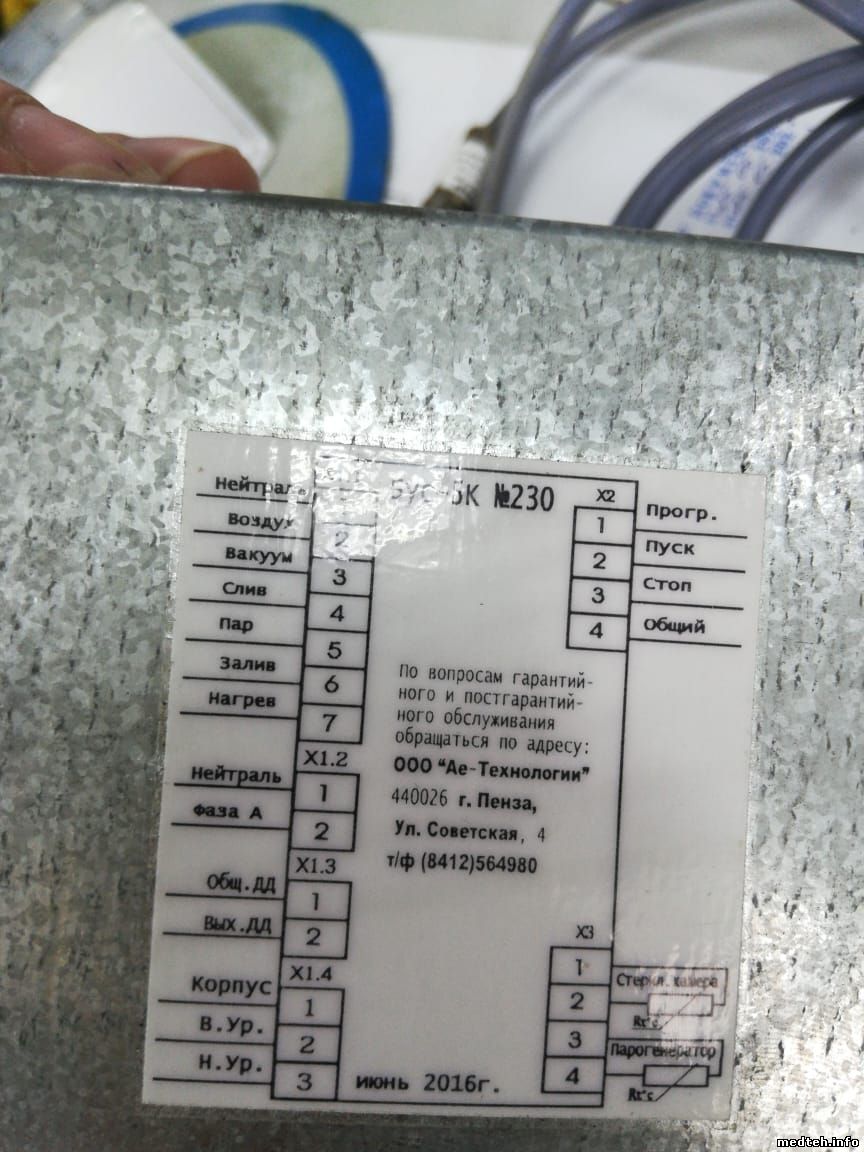 Нейтраль
Воздух 2
Вакуум 3
Слив 4
Пар 5
Залив 6
Нагрев 7
X1.2
Нейтраль 1
Фаза А 2
X1.3
Общ.ДД 1
Вых.ДД 2
X1.4
Корпус 1
В.Ур. 2
Н.Ур. 3
БУС-5К №230
X2
1 Прогр.
2 Пуск
3 Стоп
4 Общий
По вопросам гарантий-
ного и постгарантий-
ного обслуживания
обращаться по адресу:
ООО "Ае-Технологии"
440026 г. Пенза,
Ул. Советская, 4
т/ф (8412)564980
X3
1 Стерил. камера
2
Rt°c
3 Парогенератор
4
Rt°c
июнь 2016г.
medteh.info